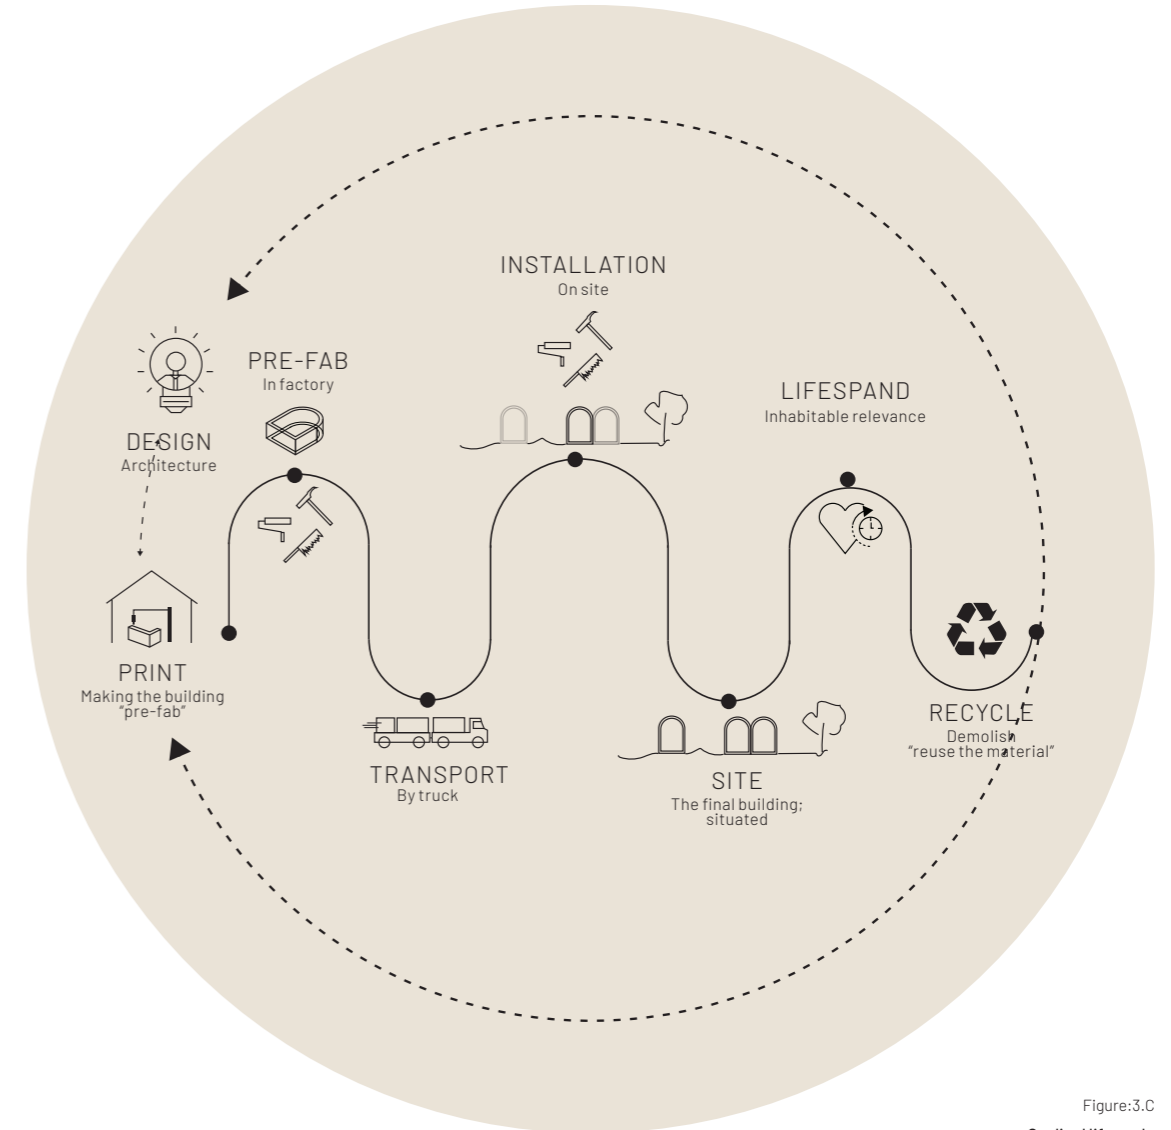 INSTALLATION
On site
PRE-FAB
In factory
LIFESPAND
Inhabitable relevance
DESIGN
Architecture
PRINT
Making the building
"pre-fab"
RECYCLE
Demolish
"reuse the material"
TRANSPORT
By truck
SITE
The final building;
situated
Figure:3.C